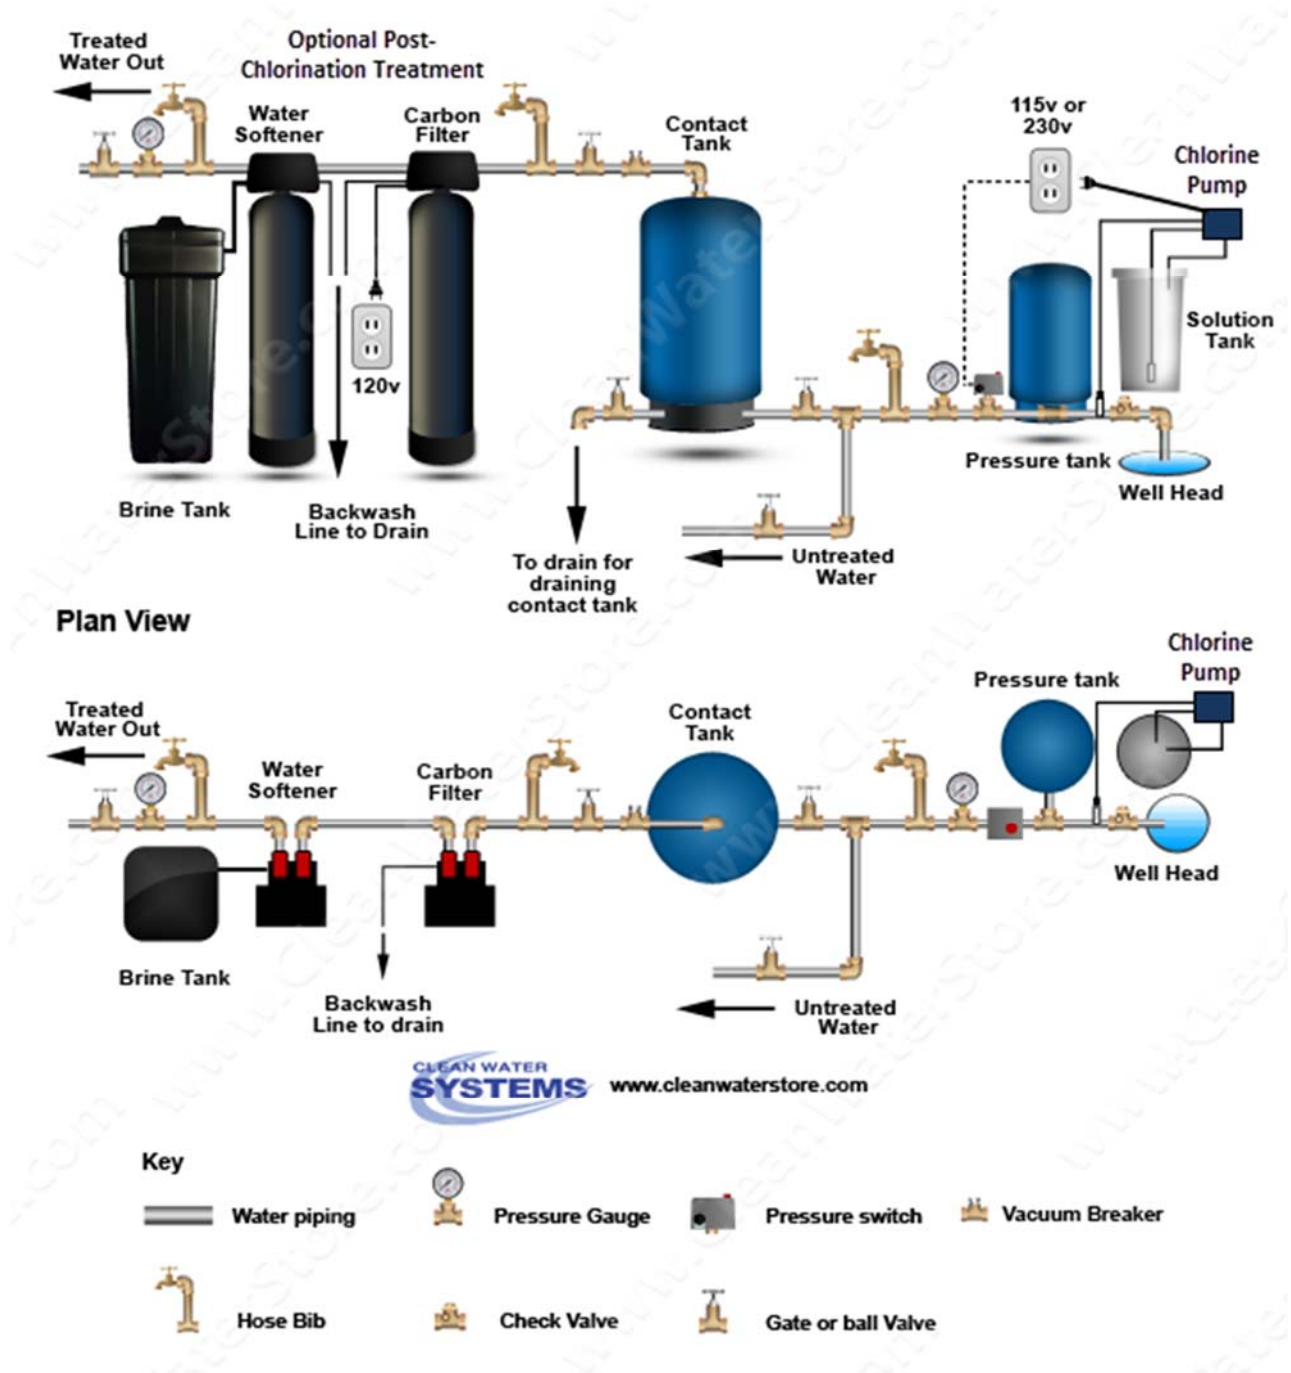 Treated
Water Out
Optional Post-
Chlorination Treatment
Water
Softener
Carbon
Filter
Contact
Tank
115v or
230v
Chlorine
Pump
Solution
Tank
120v
Pressure tank
Well Head
Brine Tank
Backwash
Line to Drain
To drain for
draining
contact tank
Untreated
Water
Plan View
Treated
Water Out
Water
Softener
Carbon
Filter
Contact
Tank
Pressure tank
Chlorine
Pump
Well Head
Brine Tank
Backwash
Line to drain
Untreated
Water
CLEAN WATER
SYSTEMS
www.cleanwaterstore.com
Key
Water piping
Pressure Gauge
Pressure switch
Vacuum Breaker
Hose Bib
Check Valve
Gate or ball Valve
www.CleanWaterStore.com